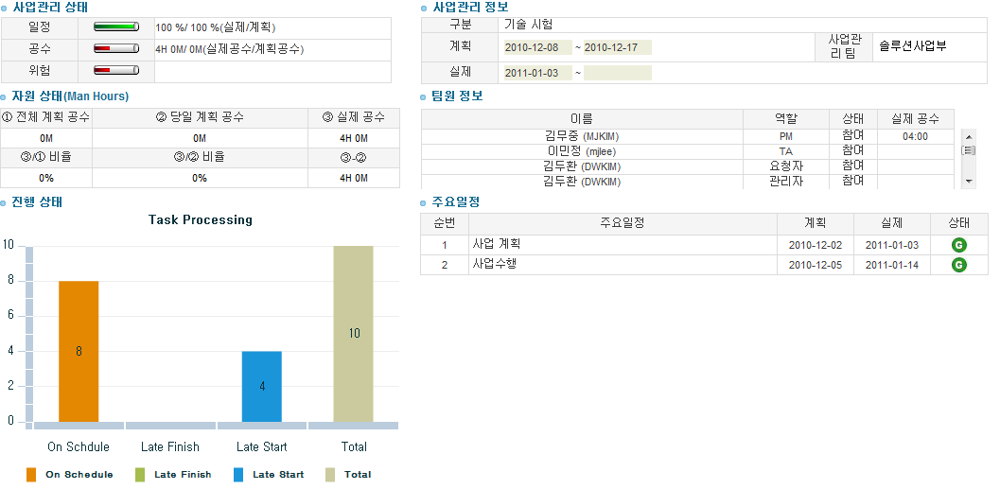 사업관리 상태
일정 100 %/ 100 %(실제/계획)
공수 4H 0M/ 0M(실제공수/계획공수)
위험
자원 상태(Man Hours)
① 전체 계획 공수 ② 당일 계획 공수 ③ 실제 공수
0M 0M 4H 0M
③/① 비율 ③/② 비율 ③-②
0% 0% 4H 0M
진행 상태
Task Processing
10
8
6
4
2
0
8
4
10
On Schdule Late Finish Late Start Total
On Schedule Late Finish Late Start Total
사업관리 정보
구분 기술 시험
계획 2010-12-08 ~ 2010-12-17 사업관리 팀 솔루션사업부
실제 2011-01-03 ~
팀원 정보
이름 역할 상태 실제 공수
김무중 (MJKIM) PM 참여 04:00
이민정 (mjlee) TA 참여
김두환 (DWKIM) 요청자 참여
김두환 (DWKIM) 관리자 참여
주요일정
순번 주요일정 계획 실제 상태
1 사업 계획 2010-12-02 2011-01-03 G
2 사업수행 2010-12-05 2011-01-14 G